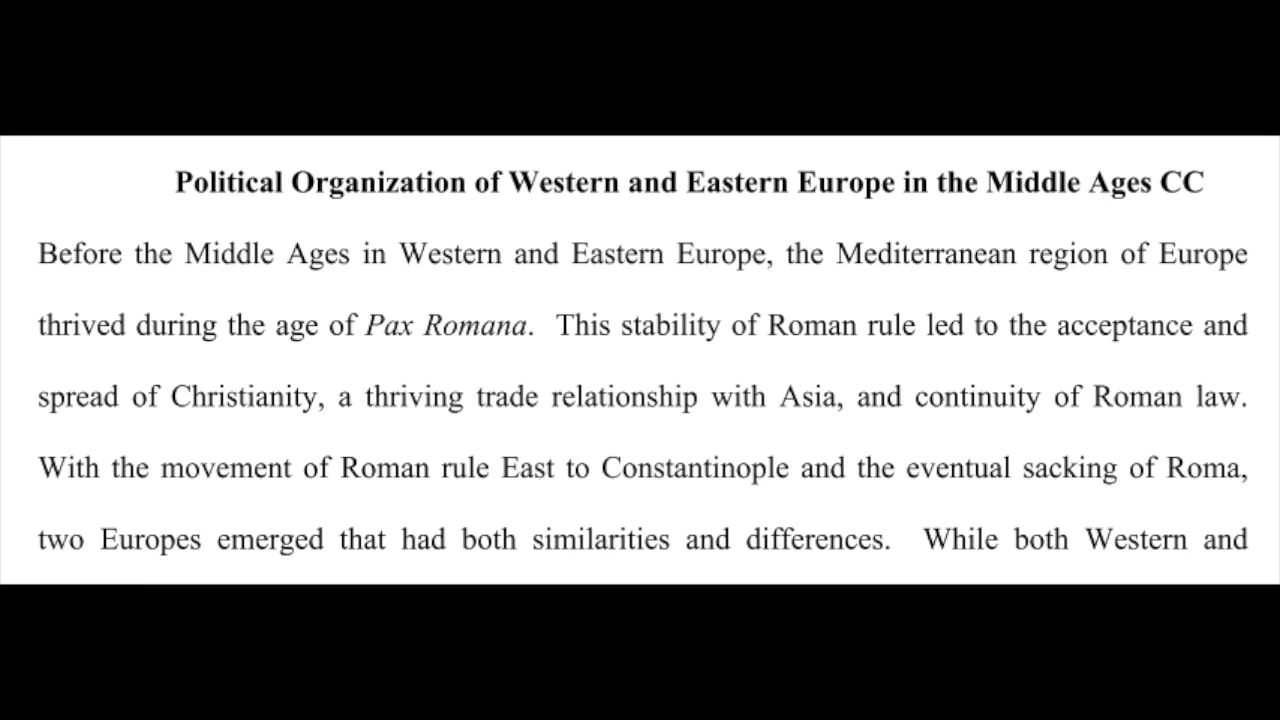 Political Organization of Western and Eastern Europe in the Middle Ages CC
Before the Middle Ages in Western and Eastern Europe, the Mediterranean region of Europe
thrived during the age of Pax Romana. This stability of Roman rule led to the acceptance and
spread of Christianity, a thriving trade relationship with Asia, and continuity of Roman law.
With the movement of Roman rule East to Constantinople and the eventual sacking of Roma,
two Europes emerged that had both similarities and differences. While both Western and